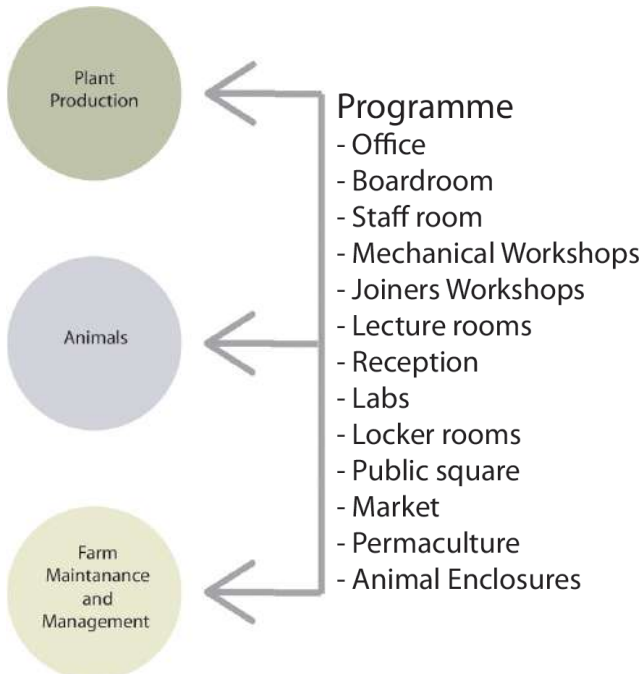 Plant
Production
Animals
Farm
Maintanance
and
Management
Programme
- Office
- Boardroom
- Staff room
- Mechanical Workshops
- Joiners Workshops
- Lecture rooms
- Reception
- Labs
- Locker rooms
- Public square
- Market
- Permaculture
- Animal Enclosures